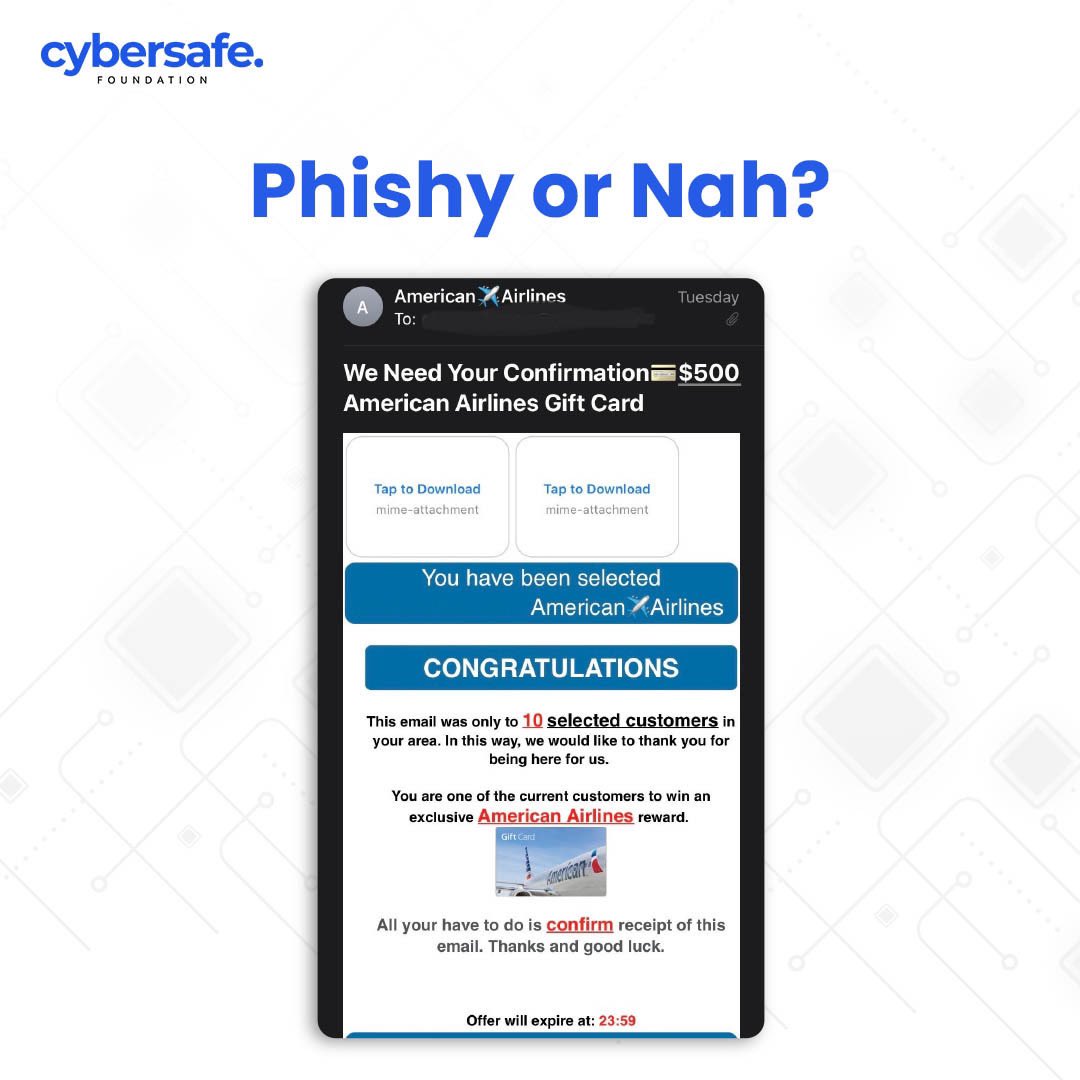 cybersafe.
FOUNDATION
Phishy or Nah?
A
American✈️Airlines
Tuesday
To:
We Need Your Confirmation💳$500
American Airlines Gift Card
Tap to Download
mime-attachment
Tap to Download
mime-attachment
You have been selected
American✈️Airlines
CONGRATULATIONS
This email was only to 10 selected customers in
your area. In this way, we would like to thank you for
being here for us.
You are one of the current customers to win an
exclusive American Airlines reward.
Gift Card
American
All your have to do is confirm receipt of this
email. Thanks and good luck.
Offer will expire at: 23:59